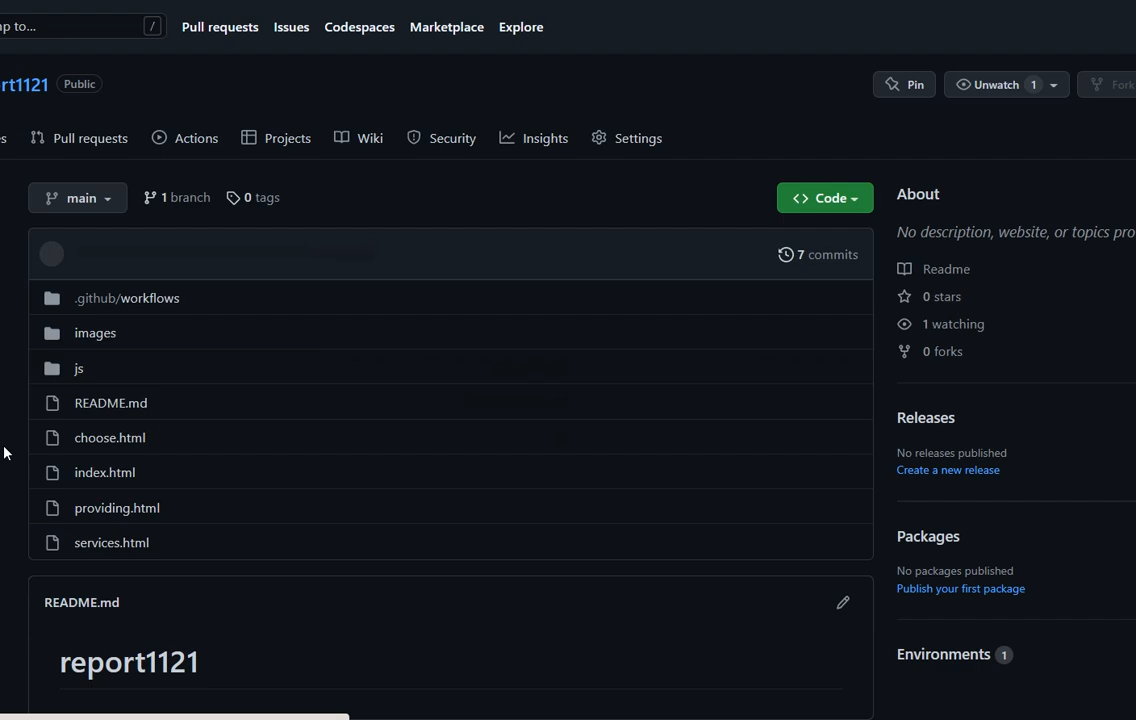 p to... /
Pull requests Issues Codespaces Marketplace Explore
rt1121 Public
Pin Unwatch 1 Fork
s Pull requests Actions Projects Wiki Security Insights Settings
main 1 branch 0 tags Code
7 commits
.github/workflows
images
js
README.md
choose.html
index.html
providing.html
services.html
README.md
report1121
About
No description, website, or topics pro
Readme
0 stars
1 watching
0 forks
Releases
No releases published
Create a new release
Packages
No packages published
Publish your first package
Environments 1